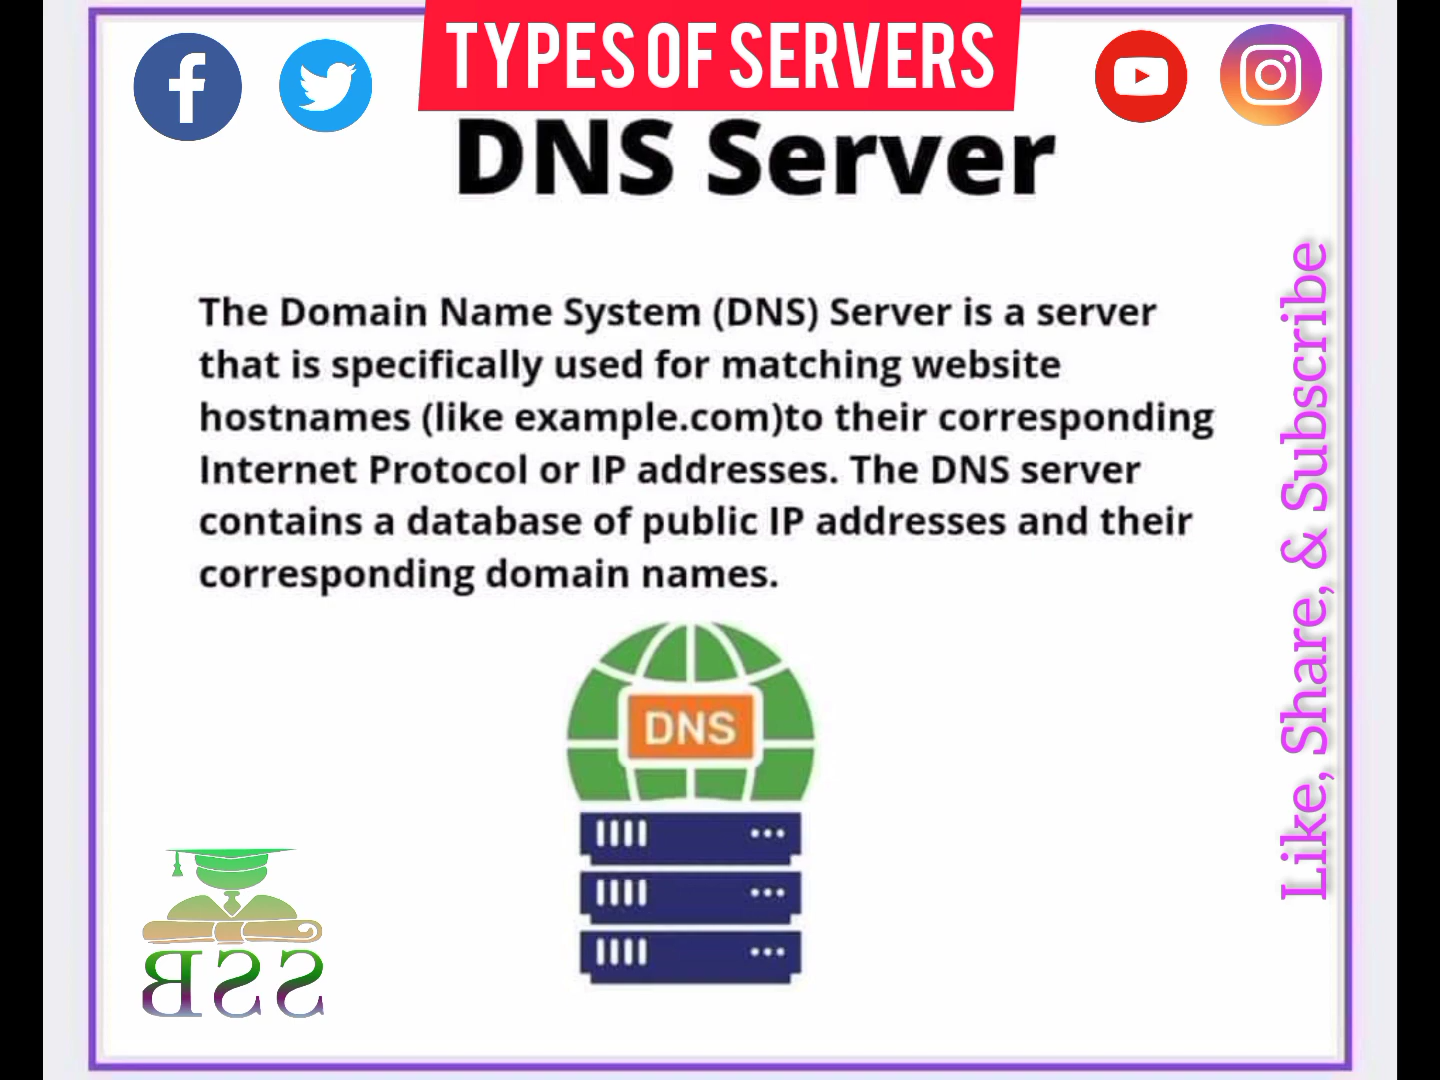 TYPES OF SERVERS
DNS Server
The Domain Name System (DNS) Server is a server
that is specifically used for matching website
hostnames (like example.com)to their corresponding
Internet Protocol or IP addresses. The DNS server
contains a database of public IP addresses and their
corresponding domain names.
DNS
SSB
Like, Share, & Subscribe